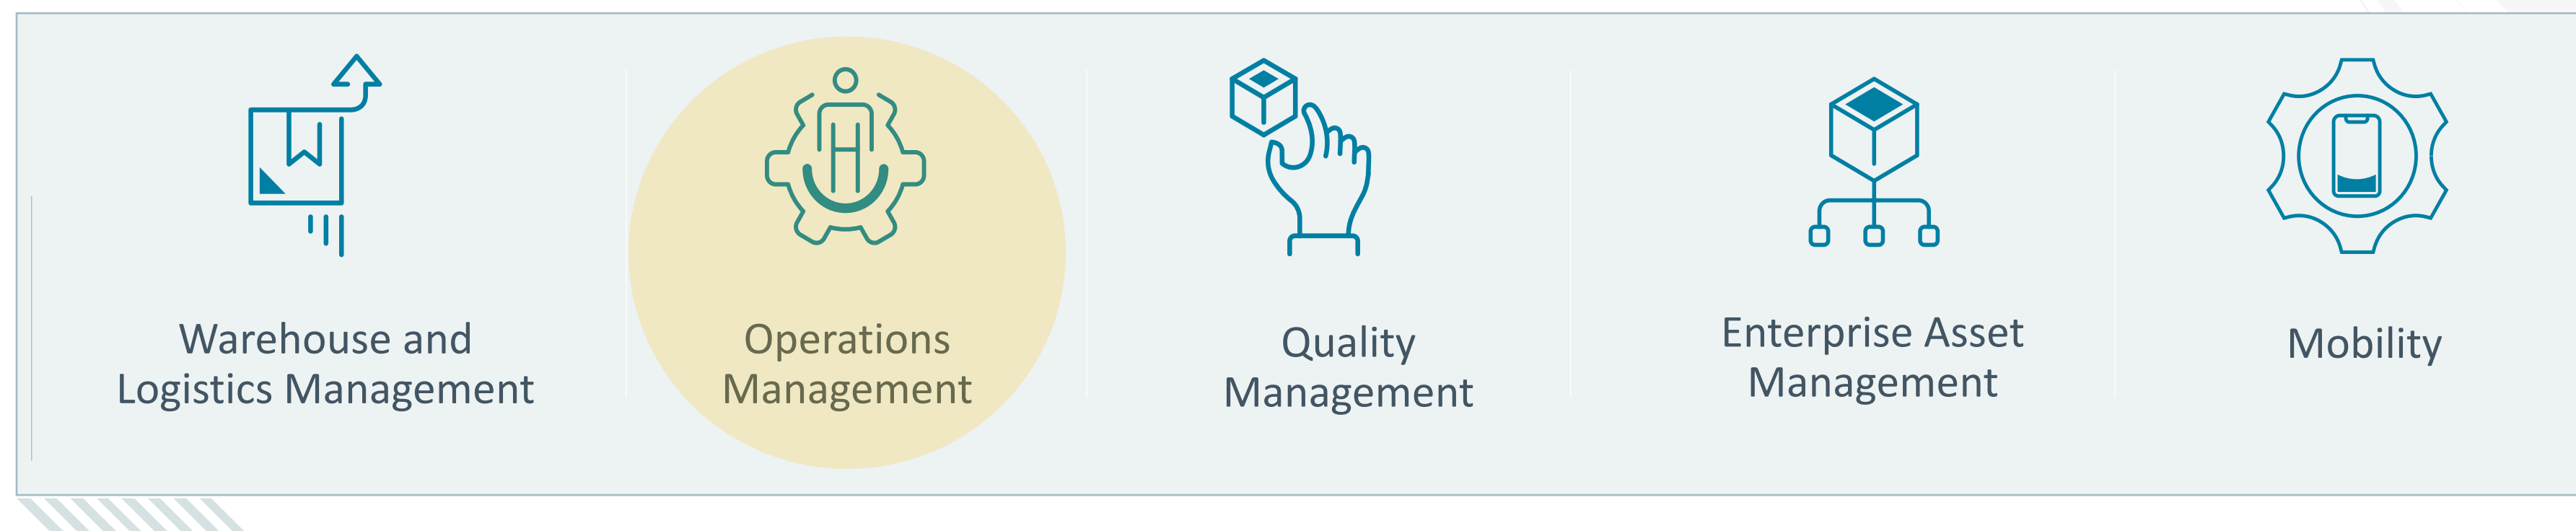 Warehouse and
Logistics Management
Operations
Management
Quality
Management
Enterprise Asset
Management
Mobility